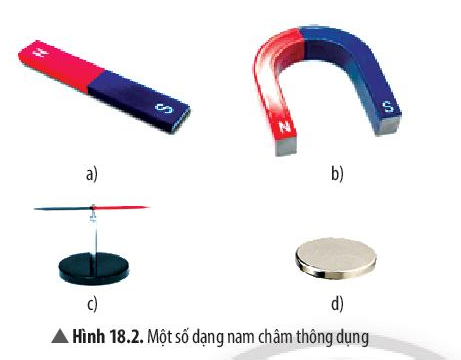 N
S
a)
N
S
b)
c)
d)
▲ Hình 18.2. Một số dạng nam châm thông dụng